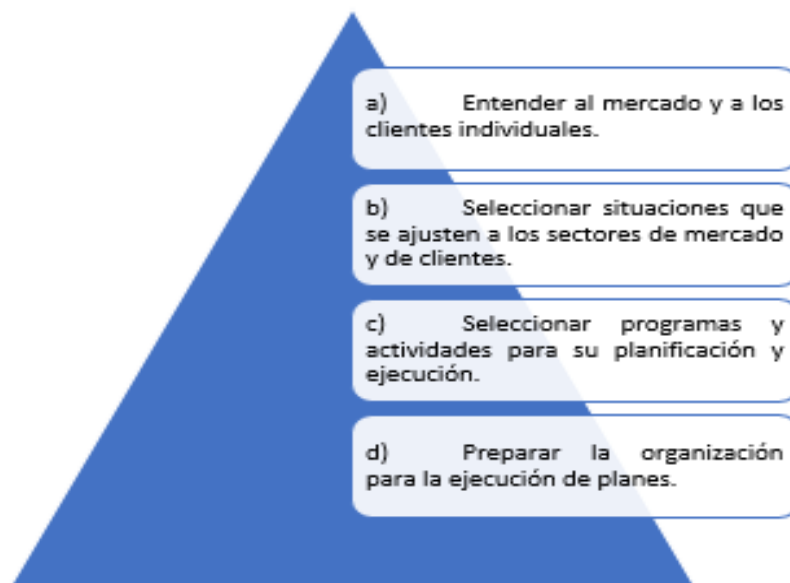 a) Entender al mercado y a los
clientes individuales.
b) Seleccionar situaciones que
se ajusten a los sectores de mercado
y de clientes.
c) Seleccionar programas y
actividades para su planificación y
ejecución.
d) Preparar la organización
para la ejecución de planes.